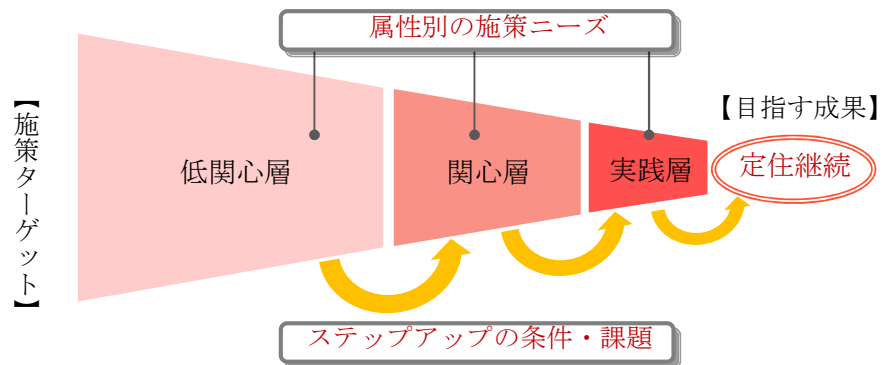 属性別の施策ニーズ
【施策ターゲット】
低関心層
関心層
実践層
【目指す成果】
定住継続
ステップアップの条件・課題